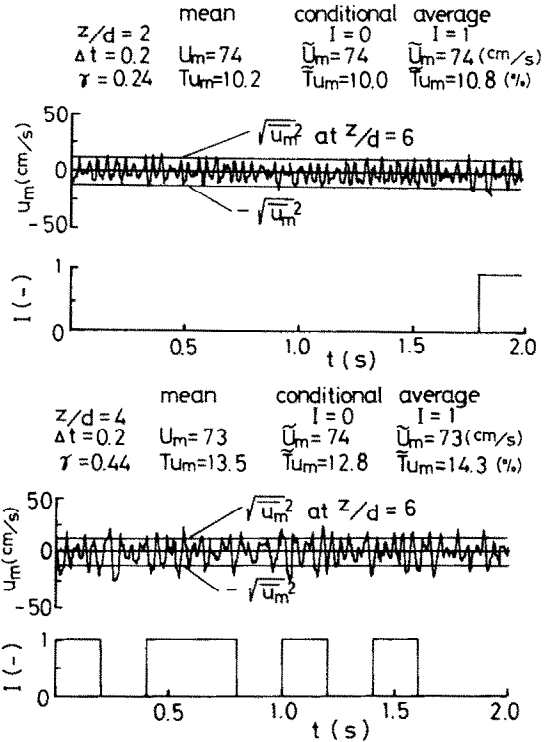 mean conditional average
z/d=2 I=0 I=1
Δt=0.2 Um=74 Ũm=74 Ũm=74(cm/s)
γ=0.24 Tum=10.2 T̃um=10.0 T̃um=10.8 (%)
√u̅m² at z/d=6
-√u̅m²
um(cm/s)
50
0
-50
I(-)
1
0
0.5 1.0 1.5 2.0
t(s)
mean conditional average
z/d=4 I=0 I=1
Δt=0.2 Um=73 Ũm=74 Ũm=73(cm/s)
γ=0.44 Tum=13.5 T̃um=12.8 T̃um=14.3 (%)
√u̅m² at z/d=6
-√u̅m²
um(cm/s)
50
0
-50
I(-)
1
0
0.5 1.0 1.5 2.0
t(s)